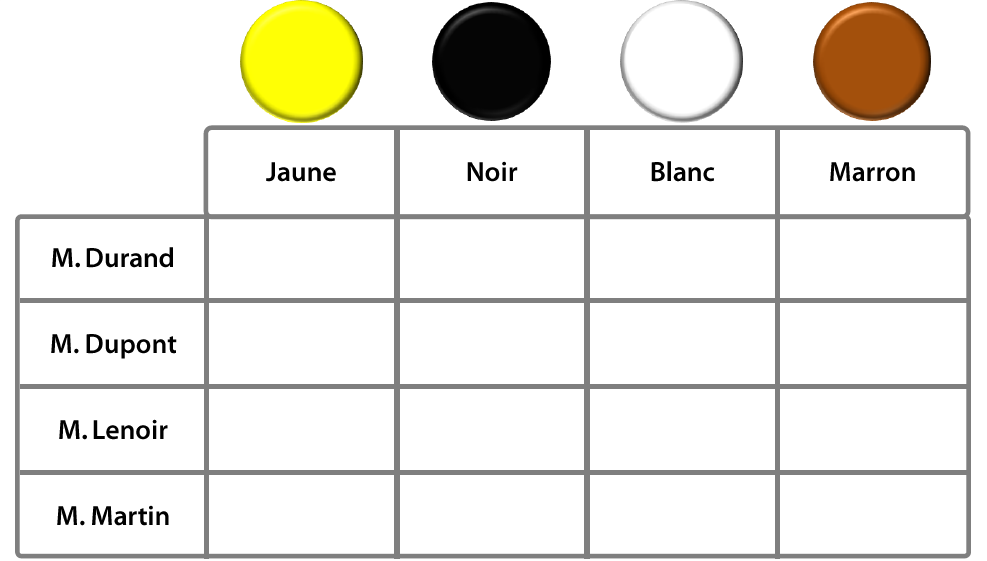 Jaune Noir Blanc Marron
M. Durand
M. Dupont
M. Lenoir
M. Martin